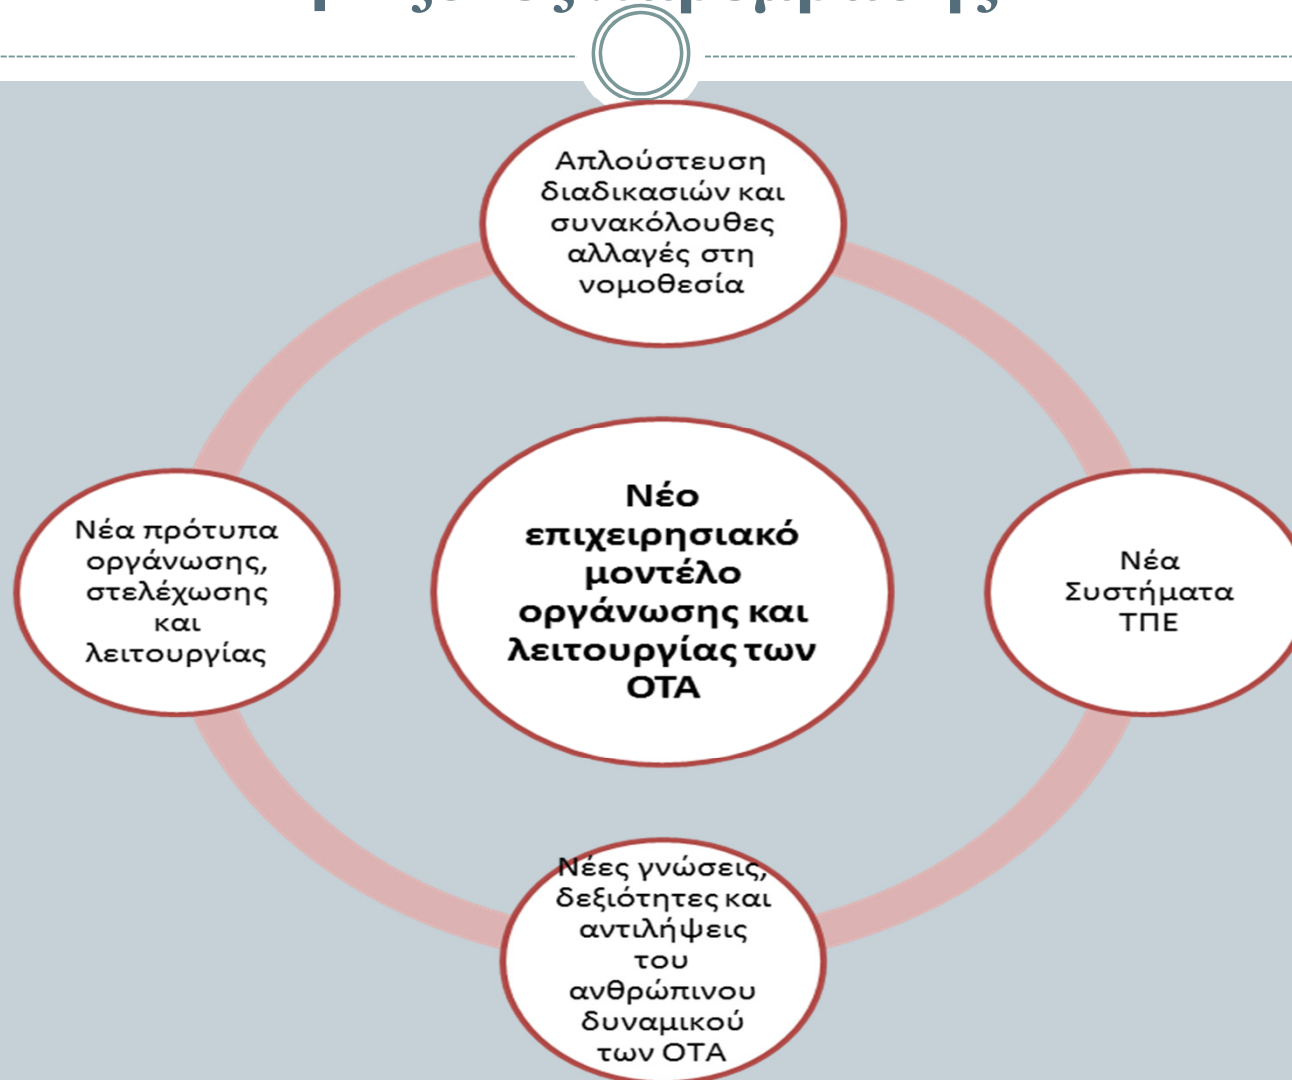 Απλούστευση
διαδικασιών και
συνακόλουθες
αλλαγές στη
νομοθεσία
Νέα πρότυπα
οργάνωσης,
στελέχωσης
και
λειτουργίας
Νέο
επιχειρησιακό
μοντέλο
οργάνωσης και
λειτουργίας των
ΟΤΑ
Νέα
Συστήματα
ΤΠΕ
Νέες γνώσεις,
δεξιότητες και
αντιλήψεις
του
ανθρώπινου
δυναμικού
των ΟΤΑ